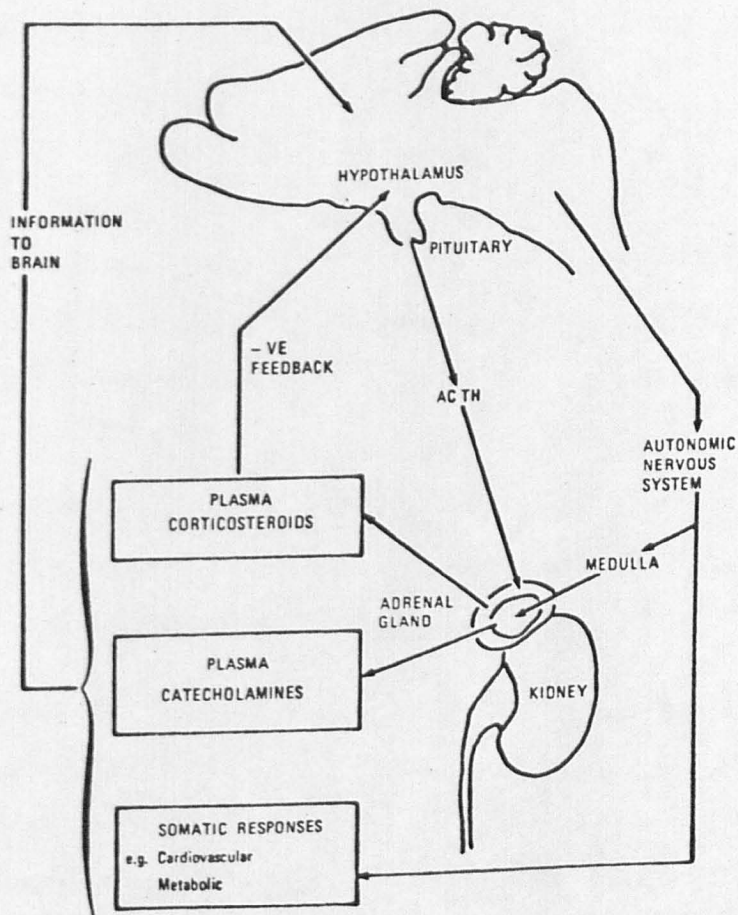 HYPOTHALAMUS
INFORMATION
TO
BRAIN
PITUITARY
- VE
FEEDBACK
ACTH
AUTONOMIC
NERVOUS
SYSTEM
PLASMA
CORTICOSTEROIDS
MEDULLA
ADRENAL
GLAND
PLASMA
CATECHOLAMINES
KIDNEY
SOMATIC RESPONSES
e.g. Cardiovascular
Metabolic